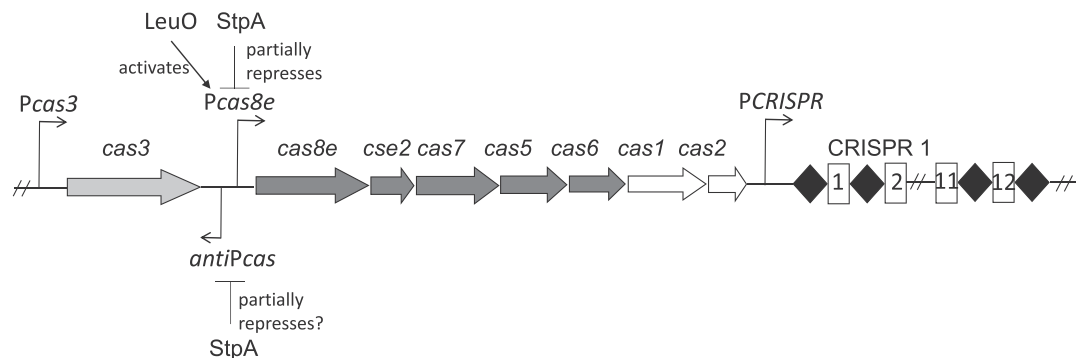 LeuO StpA
activates
partially
represses
Pcas3
Pcas8e
PCRISPR
cas3 cas8e cse2 cas7 cas5 cas6 cas1 cas2
CRISPR 1
1 2 11 12
antiPcas
partially
represses?
StpA